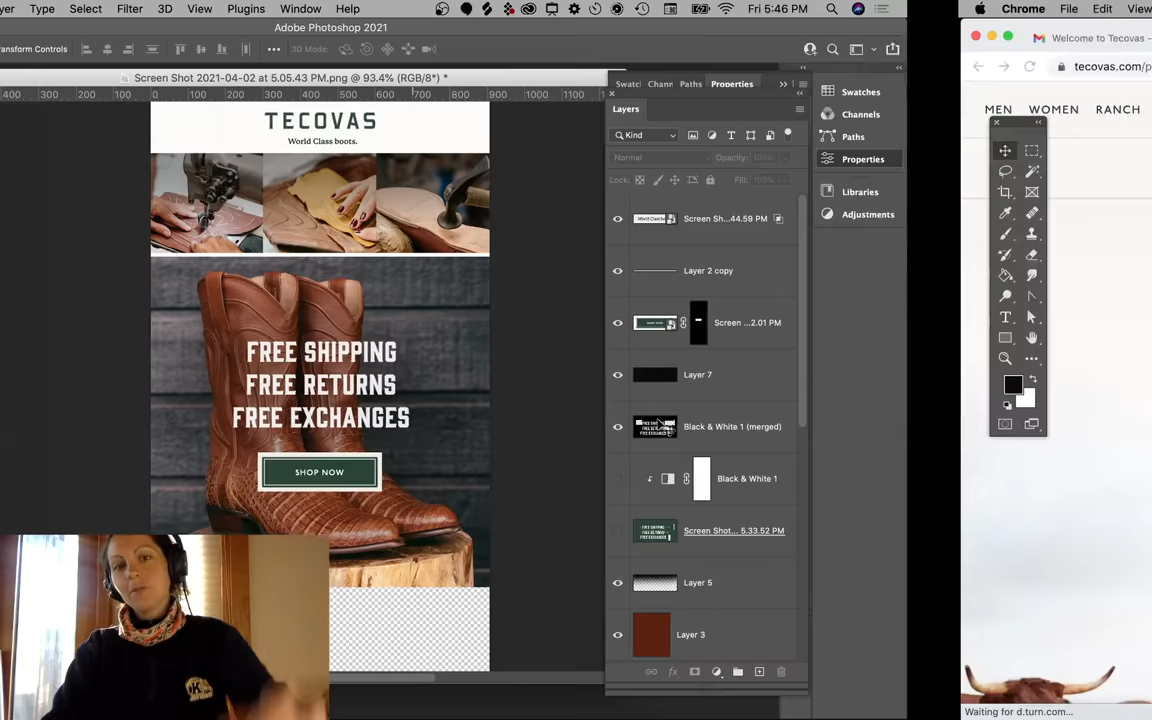 Type Select Filter 3D View Plugins Window Help
Fri 5:46 PM
Chrome File Edit View
Adobe Photoshop 2021
Transform Controls
3D Mode:
Screen Shot 2021-04-02 at 5.05.43 PM.png @ 93.4% (RGB/8*) *
400 300 200 100 0 100 200 300 400 500 600 700 800 900 1000 1100
TECOVAS
World Class boots.
FREE SHIPPING
FREE RETURNS
FREE EXCHANGES
SHOP NOW
Swatc Chann Paths Properties
Layers
Kind
Normal Opacity: 100%
Lock: Fill: 100%
Screen Sh...44.59 PM
Layer 2 copy
Screen ...2.01 PM
Layer 7
Black & White 1 (merged)
Black & White 1
Screen Shot... 5.33.52 PM
Layer 5
Layer 3
fx
Swatches
Channels
Paths
Properties
Libraries
Adjustments
Welcome to Tecovas -
tecovas.com/p
MEN WOMEN RANCH
Waiting for d.turn.com...